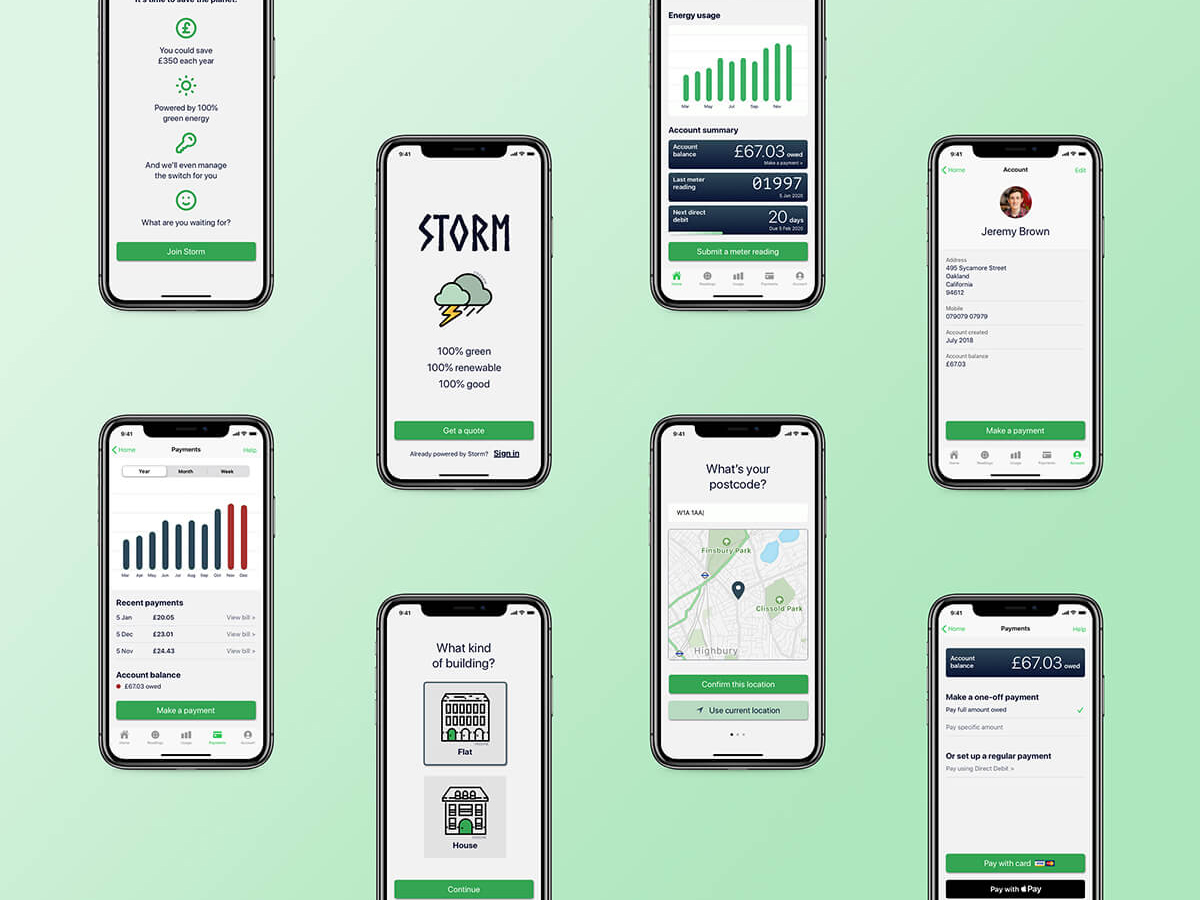 It's time to save the planet.
You could save
£350 each year
Powered by 100%
green energy
And we'll even manage
the switch for you
What are you waiting for?
Join Storm
9:41
STORM
100% green
100% renewable
100% good
Get a quote
Already powered by Storm? Sign in
Energy usage
Mar May Jul Sep Nov
Account summary
Account
balance
£67.03 owed
Make a payment >
Last meter
reading
01997
5 Jan 2020
Next direct
debit
20 days
Due 5 Feb 2020
Submit a meter reading
Home Readings Usage Payments Account
9:41
Home Account Edit
Jeremy Brown
Address
495 Sycamore Street
Oakland
California
94612
Mobile
079079 07979
Account created
July 2018
Account balance
£67.03
Make a payment
Home Readings Usage Payments Account
9:41
Home Payments Help
Year Month Week
Mar Apr May Jun Jul Aug Sep Oct Nov Dec
Recent payments
5 Jan £20.05 View bill >
5 Dec £23.01 View bill >
5 Nov £24.43 View bill >
Account balance
£67.03 owed
Make a payment
Home Readings Usage Payments Account
9:41
What kind
of building?
Flat
House
Continue
9:41
What's your
postcode?
W1A 1AA
Finsbury Park
Clissold Park
Highbury
Confirm this location
Use current location
9:41
Home Payments Help
Account
balance
£67.03 owed
Make a one-off payment
Pay full amount owed
Pay specific amount
Or set up a regular payment
Pay using Direct Debit >
Pay with card VISA
Pay with Pay